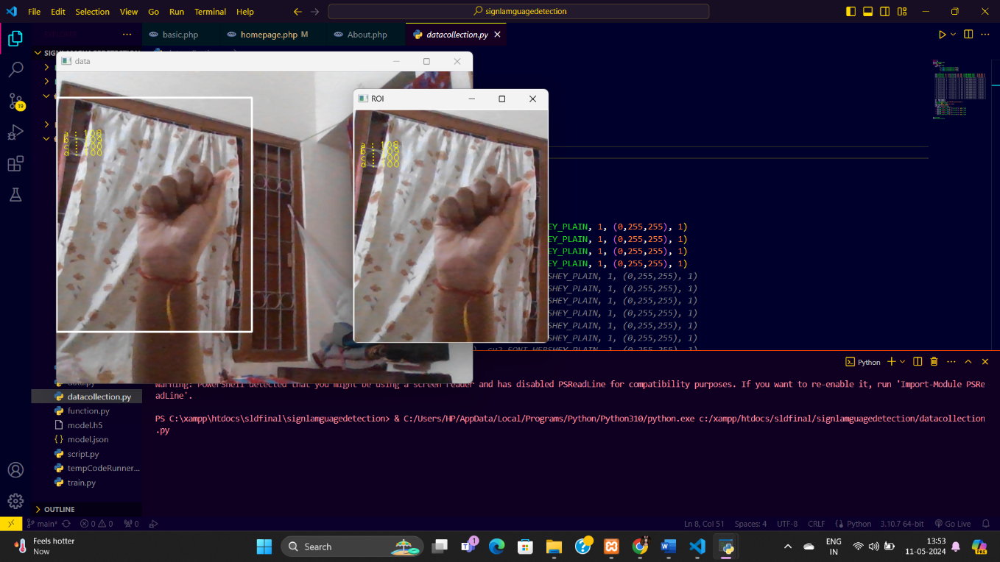 File Edit Selection View Go Run Terminal Help
signlamguagedetection
basic.php
homepage.php M
About.php
datacollection.py
data
ROI
a : 108
a : 108
EY_PLAIN, 1, (0,255,255), 1)
EY_PLAIN, 1, (0,255,255), 1)
EY_PLAIN, 1, (0,255,255), 1)
EY_PLAIN, 1, (0,255,255), 1)
SHEY_PLAIN, 1, (0,255,255), 1)
SHEY_PLAIN, 1, (0,255,255), 1)
SHEY_PLAIN, 1, (0,255,255), 1)
SHEY_PLAIN, 1, (0,255,255), 1)
SHEY_PLAIN, 1, (0,255,255), 1)
SHEY_PLAIN, 1, (0,255,255), 1)
Python
warning: PowerShell detected that you might be using a screen reader and has disabled PSReadLine for compatibility purposes. If you want to re-enable it, run 'Import-Module PSRe
adLine'.
PS C:\xampp\htdocs\sldfinal\signlamguagedetection> & C:/Users/HP/AppData/Local/Programs/Python/Python310/python.exe c:/xampp/htdocs/sldfinal/signlamguagedetection/datacollection
.py
19
datacollection.py
function.py
model.h5
model.json
script.py
tempCodeRunner...
train.py
OUTLINE
main* 0 0 0
Ln 8, Col 51 Spaces: 4 UTF-8 CRLF Python 3.10.7 64-bit Go Live
Feels hotter
Now
Search
1
ENG
IN
13:53
11-05-2024
PRE